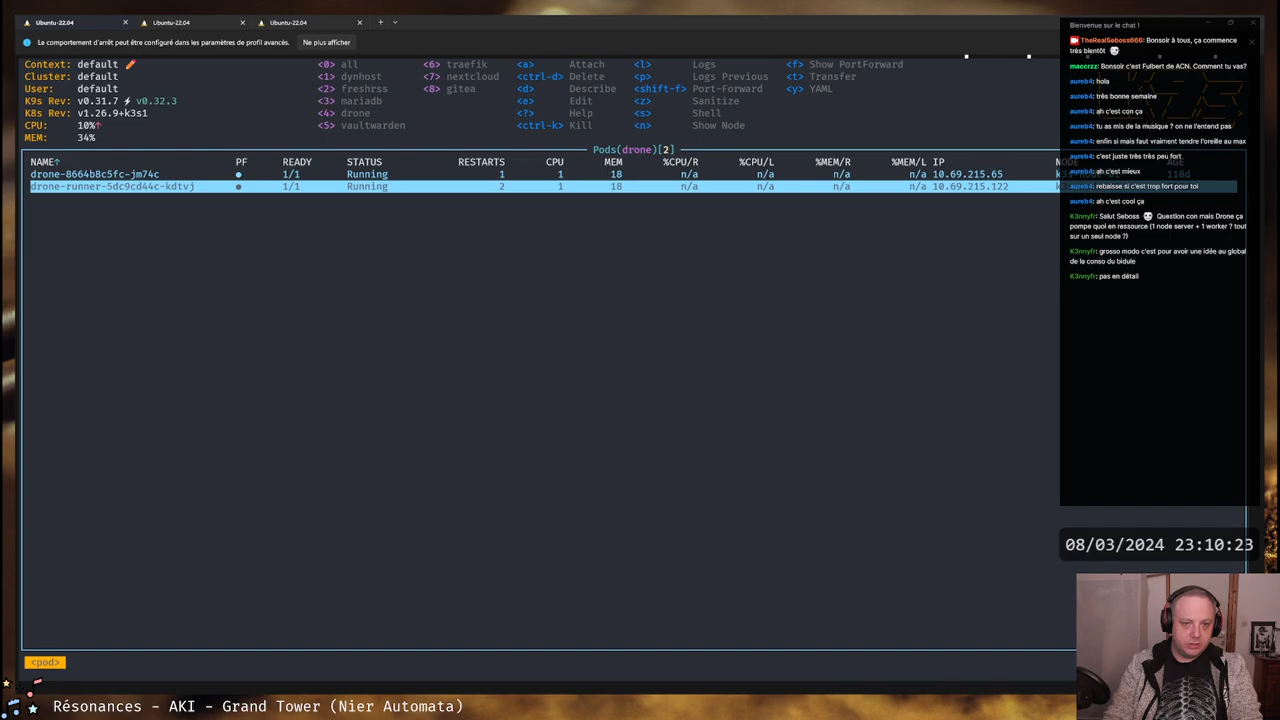 Ubuntu-22.04
Ubuntu-22.04
Ubuntu-22.04
Le comportement d'arrêt peut être configuré dans les paramètres de profil avancés. Ne plus afficher
Context: default <0> all <6> traefik <a> Attach <l> Logs <f> Show PortForward
Cluster: default <1> dynhost <7> nextcloud <ctrl-d> Delete <p> Logs Previous <t> Transfer
User: default <2> freshrss <8> gitea <d> Describe <shift-f> Port-Forward <y> YAML
K9s Rev: v0.31.7 ⚡ v0.32.3 <3> mariadb <e> Edit <z> Sanitize
K8s Rev: v1.26.9+k3s1 <4> drone <?> Help <s> Shell
CPU: 10%↑ <5> vaultwarden <ctrl-k> Kill <n> Show Node
MEM: 34%
Pods(drone)[2]
NAME↑ PF READY STATUS RESTARTS CPU MEM %CPU/R %CPU/L %MEM/R %MEM/L IP NODE AGE
drone-8664b8c5fc-jm74c ● 1/1 Running 1 1 18 n/a n/a n/a n/a 10.69.215.65 118d
drone-runner-5dc9cd44c-kdtvj ● 1/1 Running 2 1 18 n/a n/a n/a n/a 10.69.215.122
<pod>
Bienvenue sur le chat !
TheRealSeboss666: Bonsoir à tous, ça commence
très bientôt
maccrzz: Bonsoir c'est Fulbert de ACN. Comment tu vas?
aureb4: hola
aureb4: très bonne semaine
aureb4: ah c'est con ça
aureb4: tu as mis de la musique ? on ne l'entend pas
aureb4: enfin si mais faut vraiment tendre l'oreille au max
aureb4: c'est juste très très peu fort
aureb4: ah c'est mieux
aureb4: rebaisse si c'est trop fort pour toi
aureb4: ah c'est cool ça
K3nnyfr: Salut Seboss Question con mais Drone ça
pompe quoi en ressource (1 node server + 1 worker ? tout
sur un seul node ?)
K3nnyfr: grosso modo c'est pour avoir une idée au global
de la conso du bidule
K3nnyfr: pas en détail
08/03/2024 23:10:23
Résonances - AKI - Grand Tower (Nier Automata)